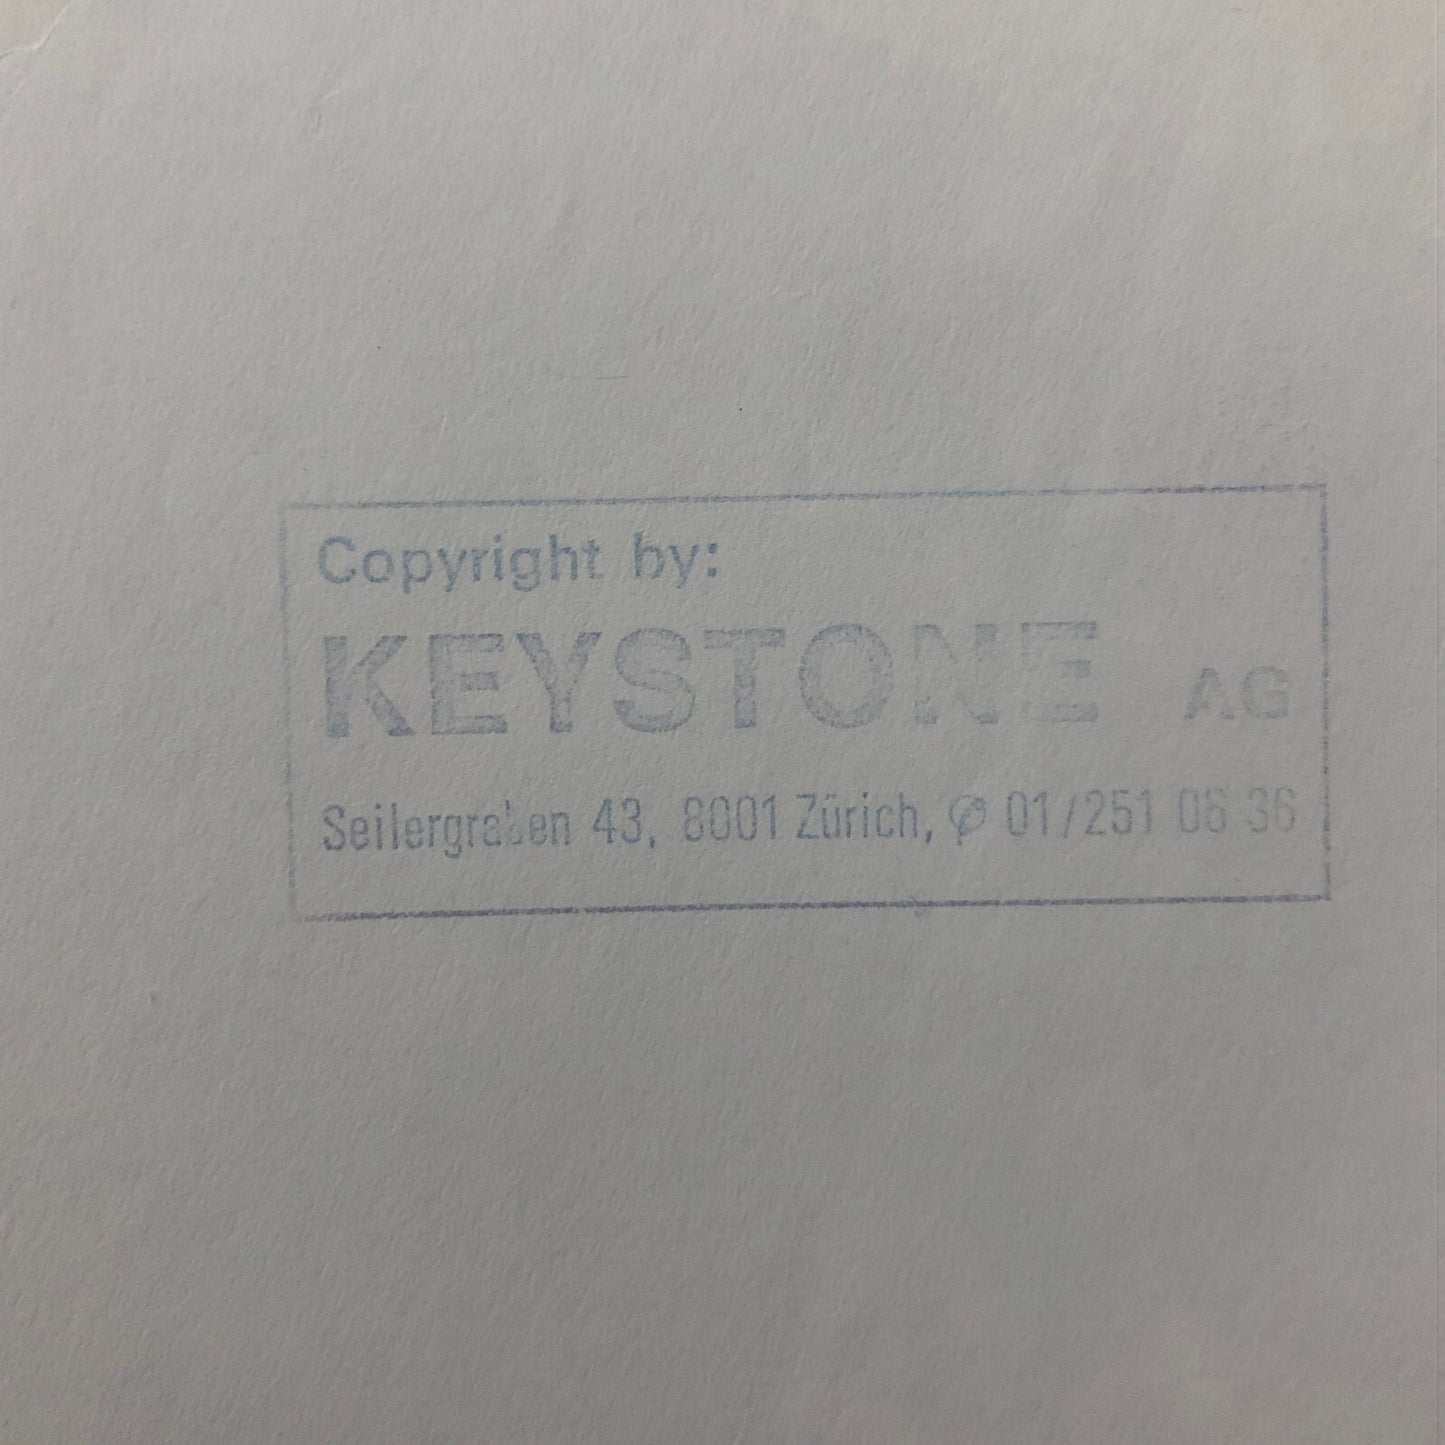 Copyright by:
KEYSTONE AG
Seilergraben 43, 8001 Zürich, ✆ 01/251 06 36